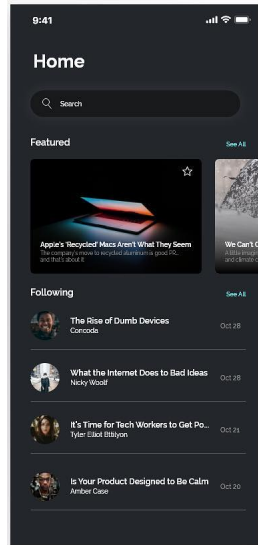 9:41
Home
Search
Featured
See All
Apple's 'Recycled' Macs Aren't What They Seem
The company's move to recycled aluminum is good PR...
and that's about it
We Can't C
A little imagin
and climate c
Following
See All
The Rise of Dumb Devices
Concoda
Oct 28
What the Internet Does to Bad Ideas
Nicky Woolf
Oct 28
It's Time for Tech Workers to Get Po...
Tyler Elliot Bttilyon
Oct 21
Is Your Product Designed to Be Calm
Amber Case
Oct 20